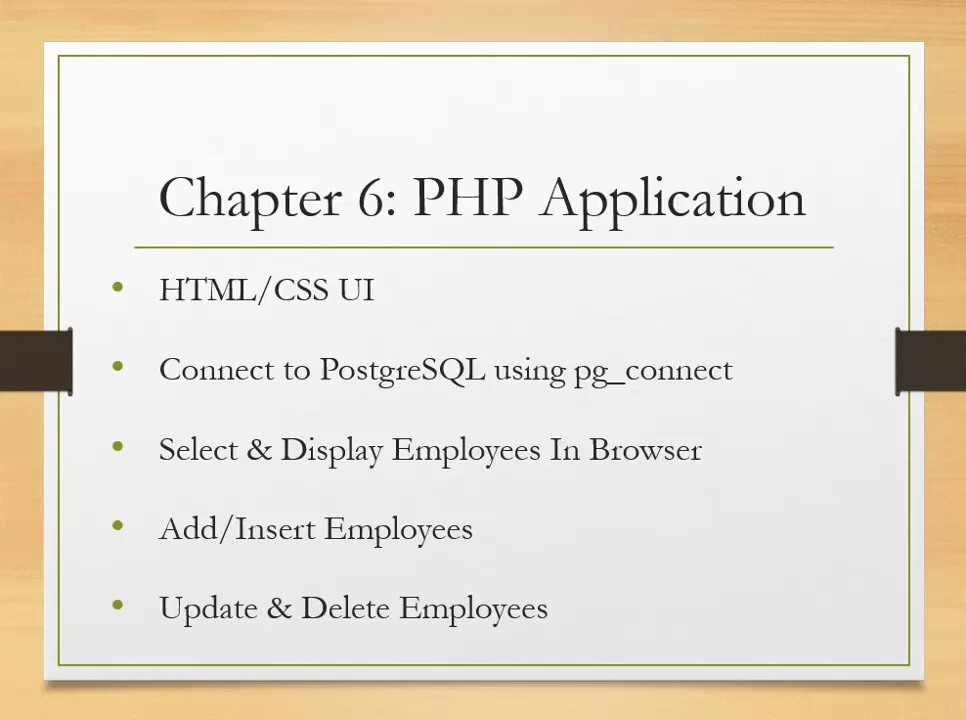 Chapter 6: PHP Application
• HTML/CSS UI
• Connect to PostgreSQL using pg_connect
• Select & Display Employees In Browser
• Add/Insert Employees
• Update & Delete Employees